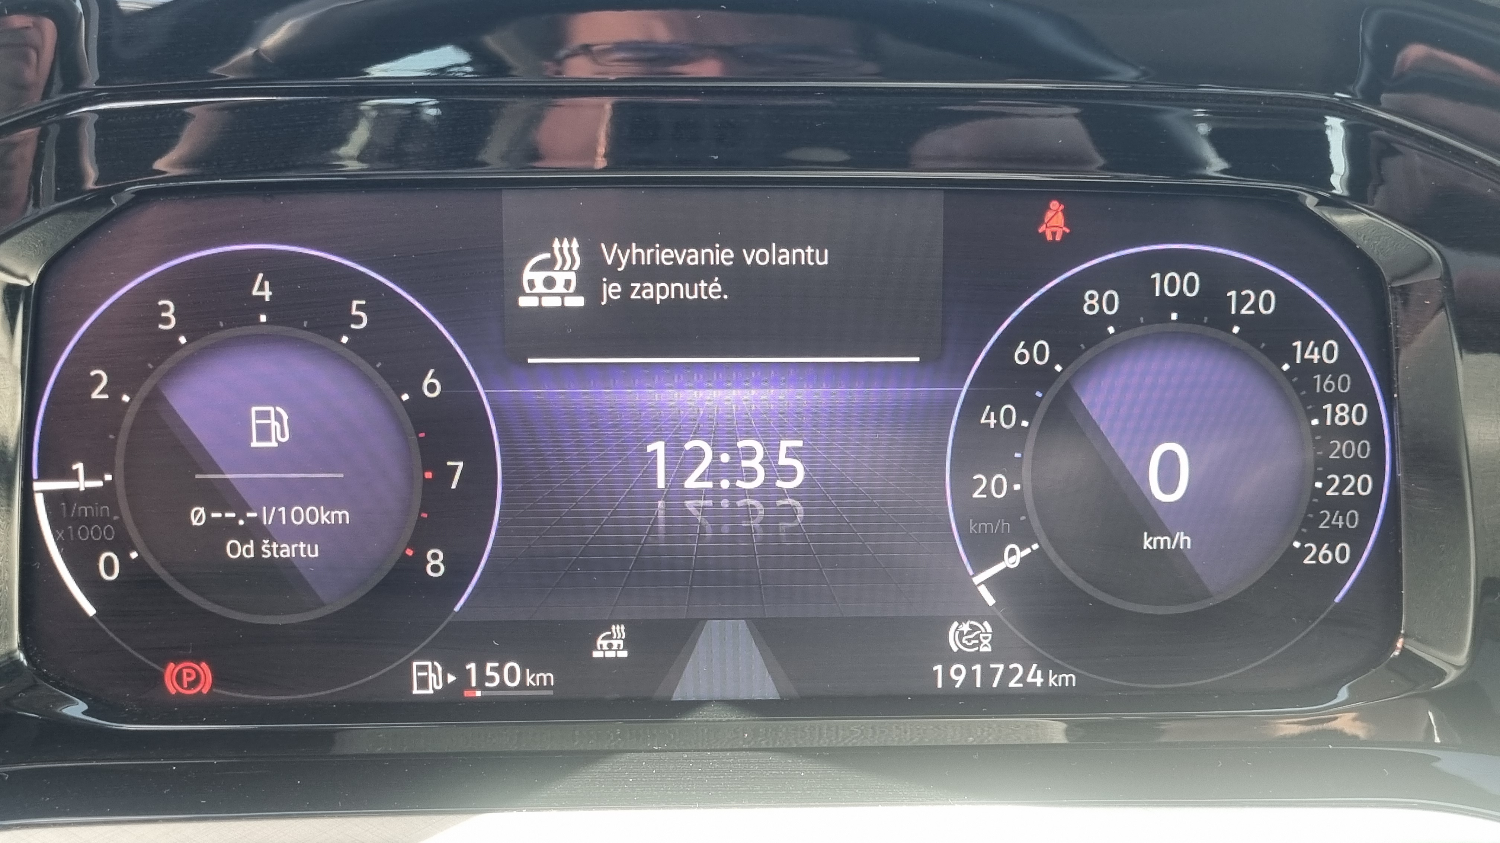 Vyhrievanie volantu
je zapnuté.
0
1
2
3
4
5
6
7
8
1/min
x1000
Ø--.-l/100km
Od štartu
12:35
0
20
40
60
80
100
120
140
160
180
200
220
240
260
km/h
0
km/h
P
150 km
191724 km